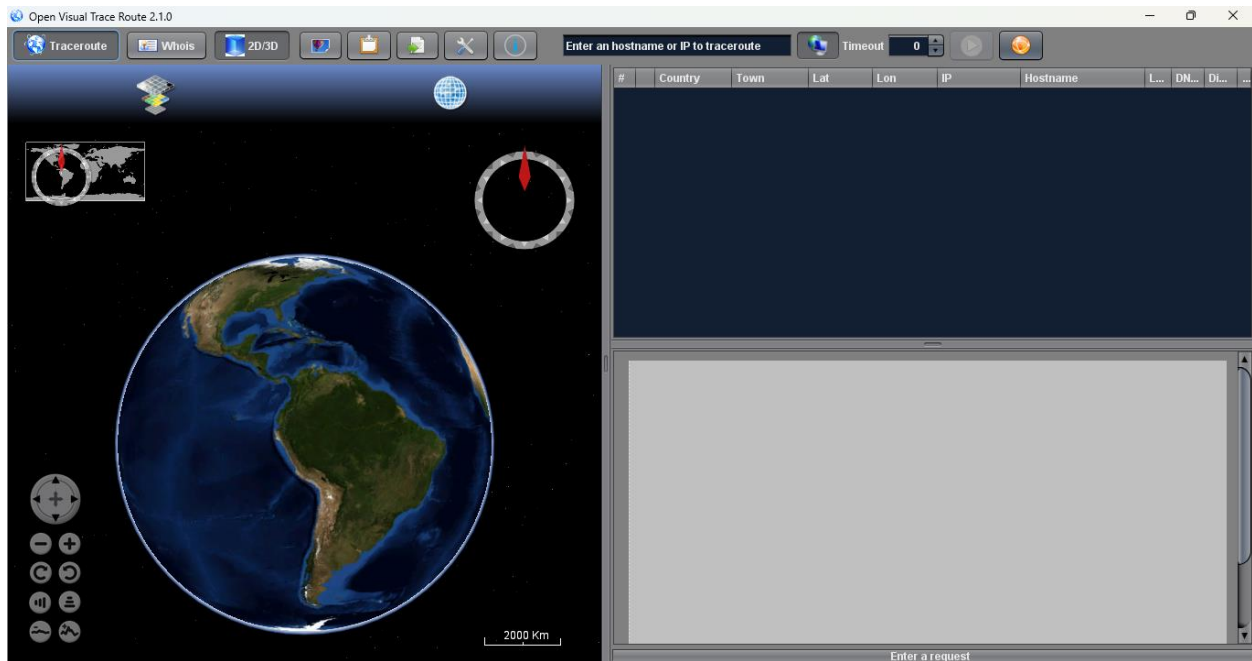 Open Visual Trace Route 2.1.0
Traceroute Whois 2D/3D Enter an hostname or IP to traceroute Timeout 0
# Country Town Lat Lon IP Hostname L... DN... Di... ...
2000 Km
Enter a request